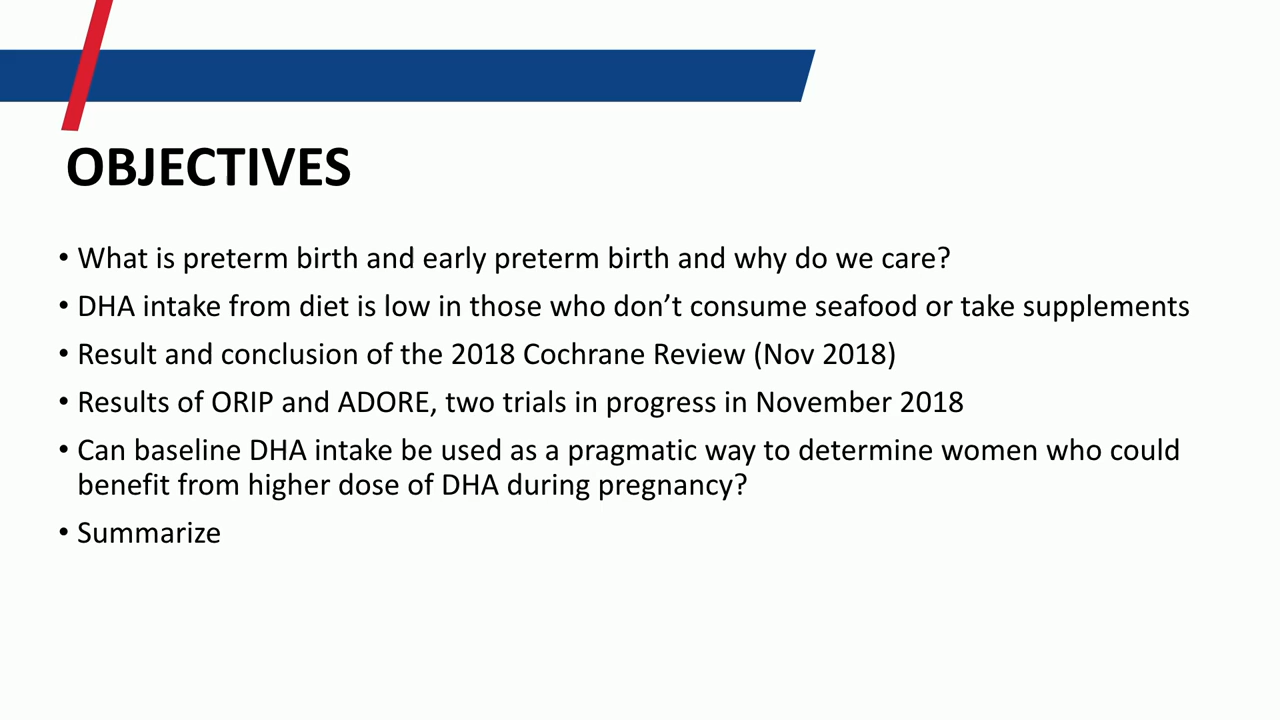 OBJECTIVES
• What is preterm birth and early preterm birth and why do we care?
• DHA intake from diet is low in those who don’t consume seafood or take supplements
• Result and conclusion of the 2018 Cochrane Review (Nov 2018)
• Results of ORIP and ADORE, two trials in progress in November 2018
• Can baseline DHA intake be used as a pragmatic way to determine women who could
benefit from higher dose of DHA during pregnancy?
• Summarize